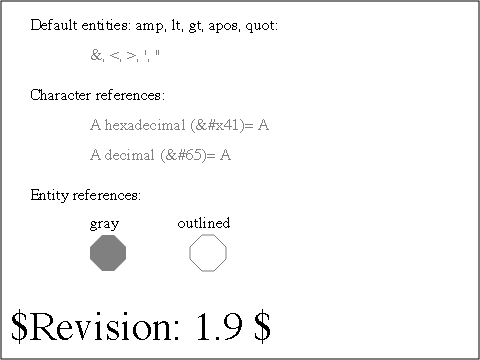 Default entities: amp, lt, gt, apos, quot:
&, <, >, ', "
Character references:
A hexadecimal (&#x41)= A
A decimal (&#65)= A
Entity references:
gray outlined
$Revision: 1.9 $